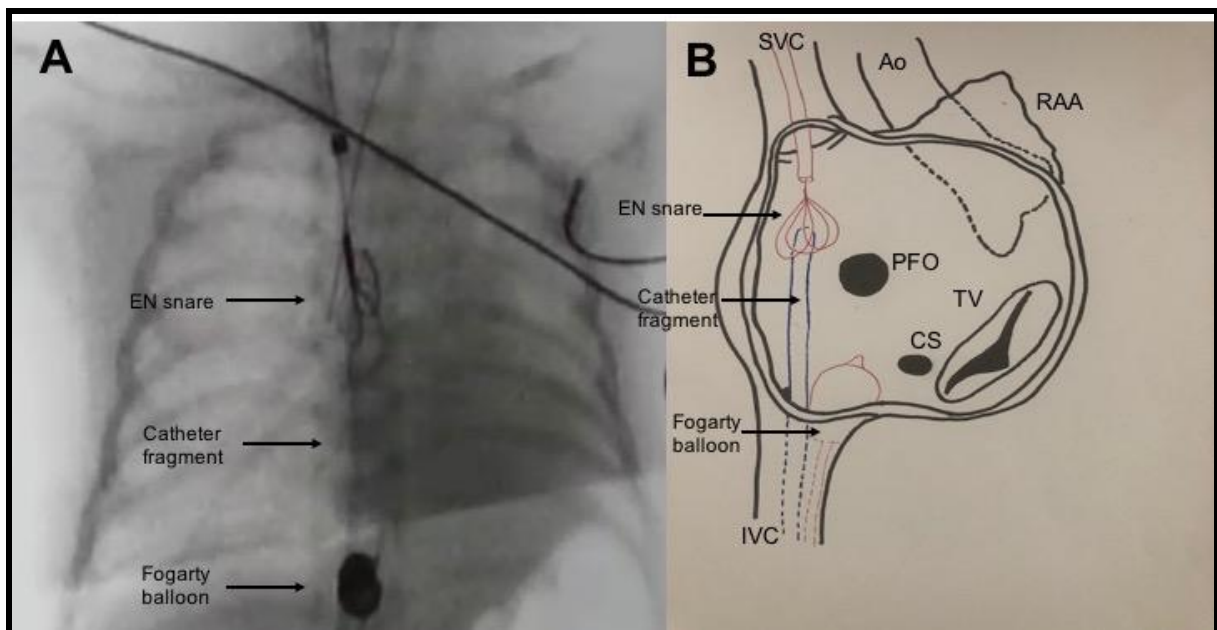 A
EN snare
Catheter
fragment
Fogarty
balloon
B
SVC
Ao
RAA
EN snare
PFO
Catheter
fragment
TV
CS
Fogarty
balloon
IVC